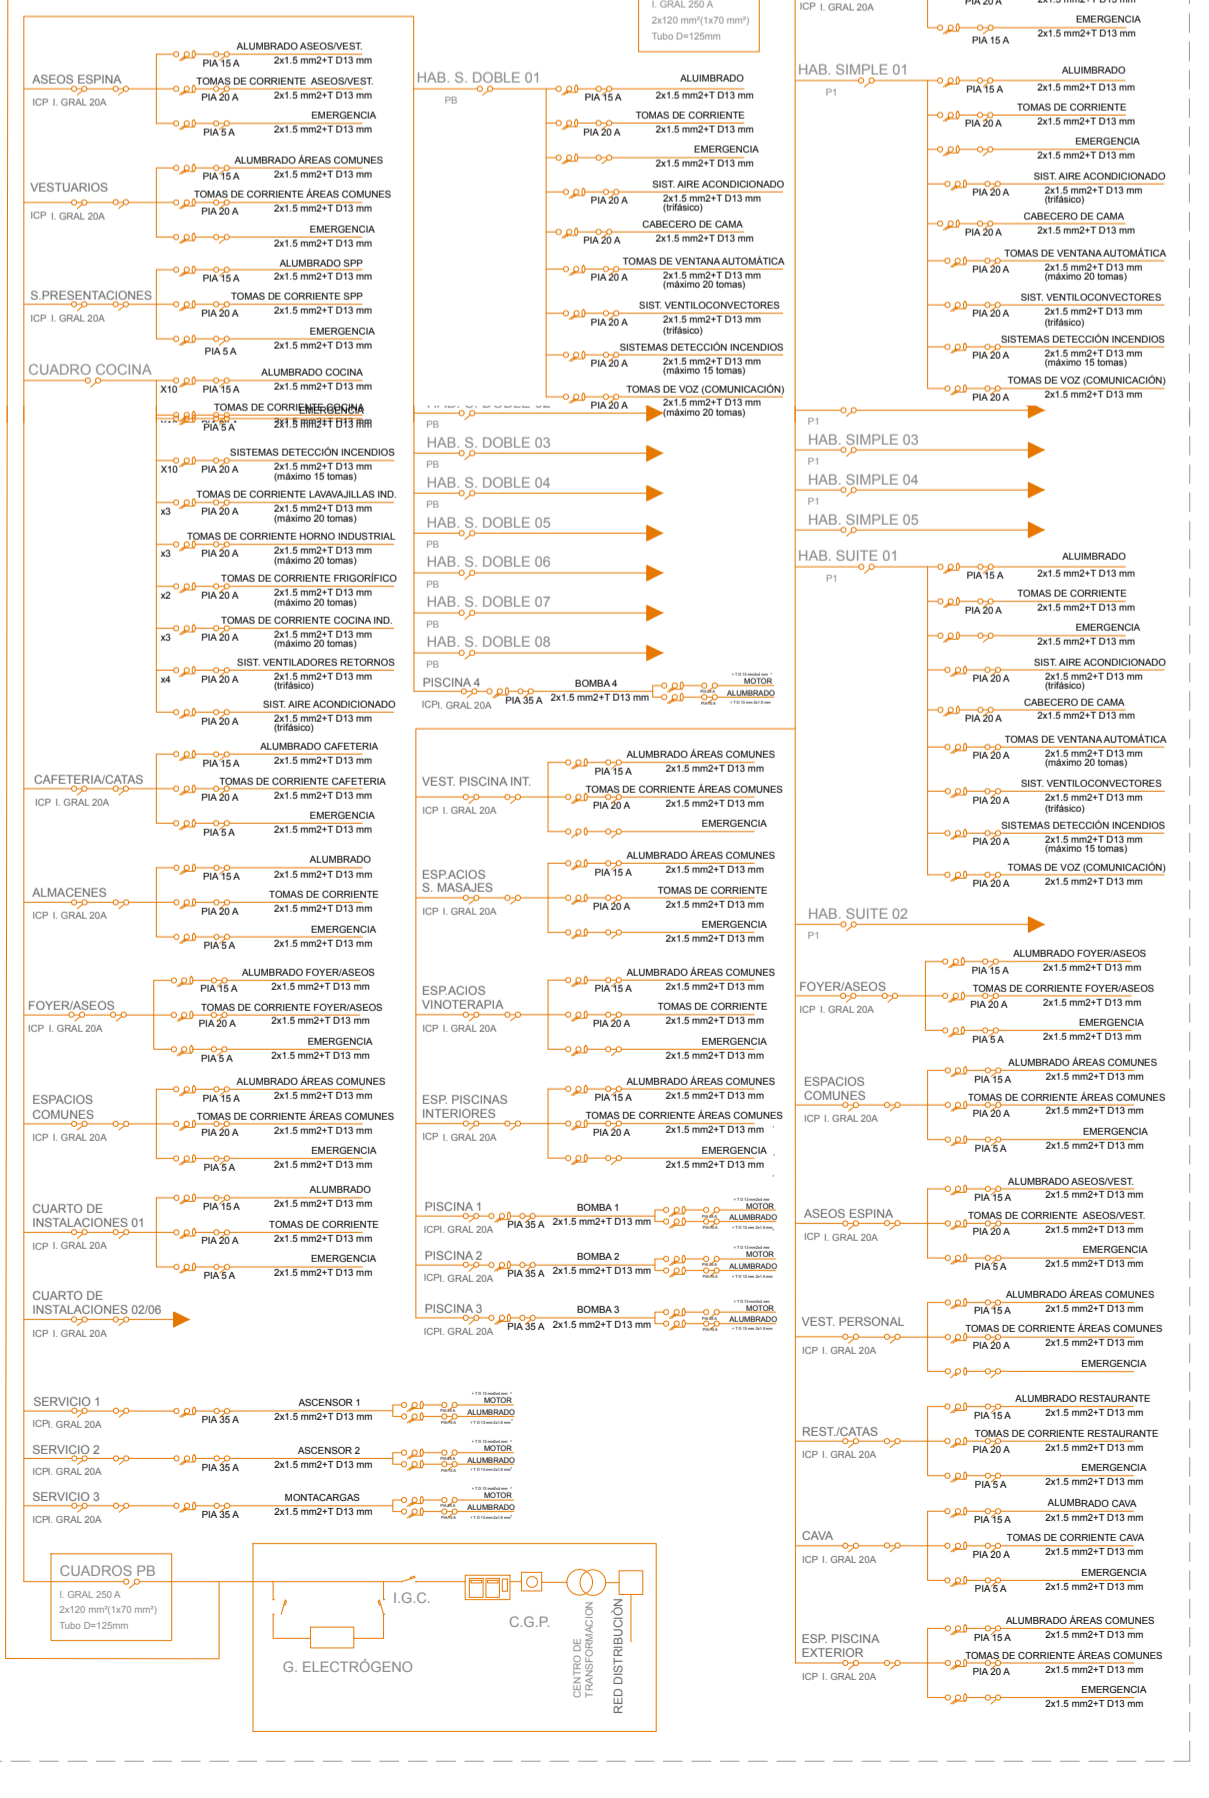 ALUMBRADO ASEOS/VEST.
PIA 15 A
2x1.5 mm2+T D13 mm
ASEOS ESPINA
ICP I. GRAL 20A
TOMAS DE CORRIENTE ASEOS/VEST.
PIA 20 A
2x1.5 mm2+T D13 mm
EMERGENCIA
PIA 5 A
2x1.5 mm2+T D13 mm
ALUMBRADO ÁREAS COMUNES
PIA 15 A
2x1.5 mm2+T D13 mm
VESTUARIOS
ICP I. GRAL 20A
TOMAS DE CORRIENTE ÁREAS COMUNES
PIA 20 A
2x1.5 mm2+T D13 mm
EMERGENCIA
2x1.5 mm2+T D13 mm
ALUMBRADO SPP
PIA 15 A
2x1.5 mm2+T D13 mm
S.PRESENTACIONES
ICP I. GRAL 20A
TOMAS DE CORRIENTE SPP
PIA 20 A
2x1.5 mm2+T D13 mm
EMERGENCIA
PIA 5 A
2x1.5 mm2+T D13 mm
CUADRO COCINA
ALUMBRADO COCINA
X10
PIA 15 A
2x1.5 mm2+T D13 mm
TOMAS DE CORRIENTE COCINA
EMERGENCIA
PIA 5 A
2x1.5 mm2+T D13 mm
SISTEMAS DETECCIÓN INCENDIOS
X10
PIA 20 A
2x1.5 mm2+T D13 mm
(máximo 15 tomas)
TOMAS DE CORRIENTE LAVAVAJILLAS IND.
x3
PIA 20 A
2x1.5 mm2+T D13 mm
(máximo 20 tomas)
TOMAS DE CORRIENTE HORNO INDUSTRIAL
x3
PIA 20 A
2x1.5 mm2+T D13 mm
(máximo 20 tomas)
TOMAS DE CORRIENTE FRIGORÍFICO
x2
PIA 20 A
2x1.5 mm2+T D13 mm
(máximo 20 tomas)
TOMAS DE CORRIENTE COCINA IND.
x3
PIA 20 A
2x1.5 mm2+T D13 mm
(máximo 20 tomas)
SIST. VENTILADORES RETORNOS
x4
PIA 20 A
2x1.5 mm2+T D13 mm
(trifásico)
SIST. AIRE ACONDICIONADO
PIA 20 A
2x1.5 mm2+T D13 mm
(trifásico)
ALUMBRADO CAFETERIA
PIA 15 A
2x1.5 mm2+T D13 mm
CAFETERIA/CATAS
ICP I. GRAL 20A
TOMAS DE CORRIENTE CAFETERIA
PIA 20 A
2x1.5 mm2+T D13 mm
EMERGENCIA
PIA 5 A
2x1.5 mm2+T D13 mm
ALUMBRADO
PIA 15 A
2x1.5 mm2+T D13 mm
ALMACENES
ICP I. GRAL 20A
TOMAS DE CORRIENTE
PIA 20 A
2x1.5 mm2+T D13 mm
EMERGENCIA
PIA 5 A
2x1.5 mm2+T D13 mm
ALUMBRADO FOYER/ASEOS
PIA 15 A
2x1.5 mm2+T D13 mm
FOYER/ASEOS
ICP I. GRAL 20A
TOMAS DE CORRIENTE FOYER/ASEOS
PIA 20 A
2x1.5 mm2+T D13 mm
EMERGENCIA
PIA 5 A
2x1.5 mm2+T D13 mm
ALUMBRADO ÁREAS COMUNES
PIA 15 A
2x1.5 mm2+T D13 mm
ESPACIOS
COMUNES
ICP I. GRAL 20A
TOMAS DE CORRIENTE ÁREAS COMUNES
PIA 20 A
2x1.5 mm2+T D13 mm
EMERGENCIA
PIA 5 A
2x1.5 mm2+T D13 mm
ALUMBRADO
PIA 15 A
2x1.5 mm2+T D13 mm
CUARTO DE
INSTALACIONES 01
ICP I. GRAL 20A
TOMAS DE CORRIENTE
PIA 20 A
2x1.5 mm2+T D13 mm
EMERGENCIA
PIA 5 A
2x1.5 mm2+T D13 mm
CUARTO DE
INSTALACIONES 02/06
ICP I. GRAL 20A
SERVICIO 1
ICPI. GRAL 20A
PIA 35 A
ASCENSOR 1
2x1.5 mm2+T D13 mm
MOTOR
ALUMBRADO
SERVICIO 2
ICPI. GRAL 20A
PIA 35 A
ASCENSOR 2
2x1.5 mm2+T D13 mm
MOTOR
ALUMBRADO
SERVICIO 3
ICPI. GRAL 20A
PIA 35 A
MONTACARGAS
2x1.5 mm2+T D13 mm
MOTOR
ALUMBRADO
CUADROS PB
I. GRAL 250 A
2x120 mm²(1x70 mm²)
Tubo D=125mm
I.G.C.
C.G.P.
G. ELECTRÓGENO
CENTRO DE
TRANSFORMACION
RED DISTRIBUCIÓN
I. GRAL 250 A
2x120 mm²(1x70 mm²)
Tubo D=125mm
HAB. S. DOBLE 01
PB
ALUIMBRADO
PIA 15 A
2x1.5 mm2+T D13 mm
TOMAS DE CORRIENTE
PIA 20 A
2x1.5 mm2+T D13 mm
EMERGENCIA
2x1.5 mm2+T D13 mm
SIST. AIRE ACONDICIONADO
PIA 20 A
2x1.5 mm2+T D13 mm
(trifásico)
CABECERO DE CAMA
PIA 20 A
2x1.5 mm2+T D13 mm
TOMAS DE VENTANA AUTOMÁTICA
PIA 20 A
2x1.5 mm2+T D13 mm
(máximo 20 tomas)
SIST. VENTILOCONVECTORES
PIA 20 A
2x1.5 mm2+T D13 mm
(trifásico)
SISTEMAS DETECCIÓN INCENDIOS
PIA 20 A
2x1.5 mm2+T D13 mm
(máximo 15 tomas)
TOMAS DE VOZ (COMUNICACIÓN)
PIA 20 A
2x1.5 mm2+T D13 mm
(máximo 20 tomas)
HAB. S. DOBLE 02
PB
HAB. S. DOBLE 03
PB
HAB. S. DOBLE 04
PB
HAB. S. DOBLE 05
PB
HAB. S. DOBLE 06
PB
HAB. S. DOBLE 07
PB
HAB. S. DOBLE 08
PB
PISCINA 4
ICPI. GRAL 20A
PIA 35 A
BOMBA 4
2x1.5 mm2+T D13 mm
MOTOR
ALUMBRADO
ALUMBRADO ÁREAS COMUNES
PIA 15 A
2x1.5 mm2+T D13 mm
VEST. PISCINA INT.
ICP I. GRAL 20A
TOMAS DE CORRIENTE ÁREAS COMUNES
PIA 20 A
2x1.5 mm2+T D13 mm
EMERGENCIA
ALUMBRADO ÁREAS COMUNES
PIA 15 A
2x1.5 mm2+T D13 mm
ESP.ACIOS
S. MASAJES
ICP I. GRAL 20A
TOMAS DE CORRIENTE
PIA 20 A
2x1.5 mm2+T D13 mm
EMERGENCIA
2x1.5 mm2+T D13 mm
ALUMBRADO ÁREAS COMUNES
PIA 15 A
2x1.5 mm2+T D13 mm
ESP.ACIOS
VINOTERAPIA
ICP I. GRAL 20A
TOMAS DE CORRIENTE
PIA 20 A
2x1.5 mm2+T D13 mm
EMERGENCIA
2x1.5 mm2+T D13 mm
ALUMBRADO ÁREAS COMUNES
PIA 15 A
2x1.5 mm2+T D13 mm
ESP. PISCINAS
INTERIORES
ICP I. GRAL 20A
TOMAS DE CORRIENTE ÁREAS COMUNES
PIA 20 A
2x1.5 mm2+T D13 mm
EMERGENCIA
2x1.5 mm2+T D13 mm
PISCINA 1
ICPI. GRAL 20A
PIA 35 A
BOMBA 1
2x1.5 mm2+T D13 mm
MOTOR
ALUMBRADO
PISCINA 2
ICPI. GRAL 20A
PIA 35 A
BOMBA 2
2x1.5 mm2+T D13 mm
MOTOR
ALUMBRADO
PISCINA 3
ICPI. GRAL 20A
PIA 35 A
BOMBA 3
2x1.5 mm2+T D13 mm
MOTOR
ALUMBRADO
ICP I. GRAL 20A
PIA 20 A
2x1.5 mm2+T D13 mm
EMERGENCIA
PIA 15 A
2x1.5 mm2+T D13 mm
HAB. SIMPLE 01
P1
ALUIMBRADO
PIA 15 A
2x1.5 mm2+T D13 mm
TOMAS DE CORRIENTE
PIA 20 A
2x1.5 mm2+T D13 mm
EMERGENCIA
2x1.5 mm2+T D13 mm
SIST. AIRE ACONDICIONADO
PIA 20 A
2x1.5 mm2+T D13 mm
(trifásico)
CABECERO DE CAMA
PIA 20 A
2x1.5 mm2+T D13 mm
TOMAS DE VENTANA AUTOMÁTICA
PIA 20 A
2x1.5 mm2+T D13 mm
(máximo 20 tomas)
SIST. VENTILOCONVECTORES
PIA 20 A
2x1.5 mm2+T D13 mm
(trifásico)
SISTEMAS DETECCIÓN INCENDIOS
PIA 20 A
2x1.5 mm2+T D13 mm
(máximo 15 tomas)
TOMAS DE VOZ (COMUNICACIÓN)
PIA 20 A
2x1.5 mm2+T D13 mm
P1
HAB. SIMPLE 03
P1
HAB. SIMPLE 04
P1
HAB. SIMPLE 05
HAB. SUITE 01
P1
ALUIMBRADO
PIA 15 A
2x1.5 mm2+T D13 mm
TOMAS DE CORRIENTE
PIA 20 A
2x1.5 mm2+T D13 mm
EMERGENCIA
2x1.5 mm2+T D13 mm
SIST. AIRE ACONDICIONADO
PIA 20 A
2x1.5 mm2+T D13 mm
(trifásico)
CABECERO DE CAMA
PIA 20 A
2x1.5 mm2+T D13 mm
TOMAS DE VENTANA AUTOMÁTICA
PIA 20 A
2x1.5 mm2+T D13 mm
(máximo 20 tomas)
SIST. VENTILOCONVECTORES
PIA 20 A
2x1.5 mm2+T D13 mm
(trifásico)
SISTEMAS DETECCIÓN INCENDIOS
PIA 20 A
2x1.5 mm2+T D13 mm
(máximo 15 tomas)
TOMAS DE VOZ (COMUNICACIÓN)
PIA 20 A
2x1.5 mm2+T D13 mm
HAB. SUITE 02
P1
ALUMBRADO FOYER/ASEOS
PIA 15 A
2x1.5 mm2+T D13 mm
FOYER/ASEOS
ICP I. GRAL 20A
TOMAS DE CORRIENTE FOYER/ASEOS
PIA 20 A
2x1.5 mm2+T D13 mm
EMERGENCIA
PIA 5 A
2x1.5 mm2+T D13 mm
ALUMBRADO ÁREAS COMUNES
PIA 15 A
2x1.5 mm2+T D13 mm
ESPACIOS
COMUNES
ICP I. GRAL 20A
TOMAS DE CORRIENTE ÁREAS COMUNES
PIA 20 A
2x1.5 mm2+T D13 mm
EMERGENCIA
PIA 5 A
2x1.5 mm2+T D13 mm
ALUMBRADO ASEOS/VEST.
PIA 15 A
2x1.5 mm2+T D13 mm
ASEOS ESPINA
ICP I. GRAL 20A
TOMAS DE CORRIENTE ASEOS/VEST.
PIA 20 A
2x1.5 mm2+T D13 mm
EMERGENCIA
PIA 5 A
2x1.5 mm2+T D13 mm
ALUMBRADO ÁREAS COMUNES
PIA 15 A
2x1.5 mm2+T D13 mm
VEST. PERSONAL
ICP I. GRAL 20A
TOMAS DE CORRIENTE ÁREAS COMUNES
PIA 20 A
2x1.5 mm2+T D13 mm
EMERGENCIA
ALUMBRADO RESTAURANTE
PIA 15 A
2x1.5 mm2+T D13 mm
REST./CATAS
ICP I. GRAL 20A
TOMAS DE CORRIENTE RESTAURANTE
PIA 20 A
2x1.5 mm2+T D13 mm
EMERGENCIA
PIA 5 A
2x1.5 mm2+T D13 mm
ALUMBRADO CAVA
PIA 15 A
2x1.5 mm2+T D13 mm
CAVA
ICP I. GRAL 20A
TOMAS DE CORRIENTE CAVA
PIA 20 A
2x1.5 mm2+T D13 mm
EMERGENCIA
PIA 5 A
2x1.5 mm2+T D13 mm
ALUMBRADO ÁREAS COMUNES
PIA 15 A
2x1.5 mm2+T D13 mm
ESP. PISCINA
EXTERIOR
ICP I. GRAL 20A
TOMAS DE CORRIENTE ÁREAS COMUNES
PIA 20 A
2x1.5 mm2+T D13 mm
EMERGENCIA
2x1.5 mm2+T D13 mm